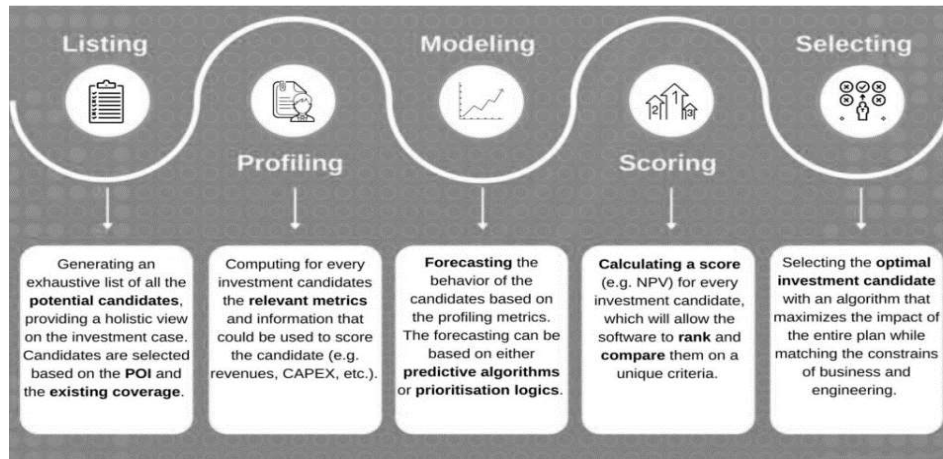 Listing
Modeling
Selecting
Profiling
Scoring
2
1
3
Generating an
exhaustive list of all the
potential candidates,
providing a holistic view
on the investment case.
Candidates are selected
based on the POI and
the existing coverage.
Computing for every
investment candidates
the relevant metrics
and information that
could be used to score
the candidate (e.g.
revenues, CAPEX, etc.).
Forecasting the
behavior of the
candidates based on
the profiling metrics.
The forecasting can be
based on either
predictive algorithms
or prioritisation logics.
Calculating a score
(e.g. NPV) for every
investment candidate,
which will allow the
software to rank and
compare them on a
unique criteria.
Selecting the optimal
investment candidate
with an algorithm that
maximizes the impact of
the entire plan while
matching the constrains
of business and
engineering.